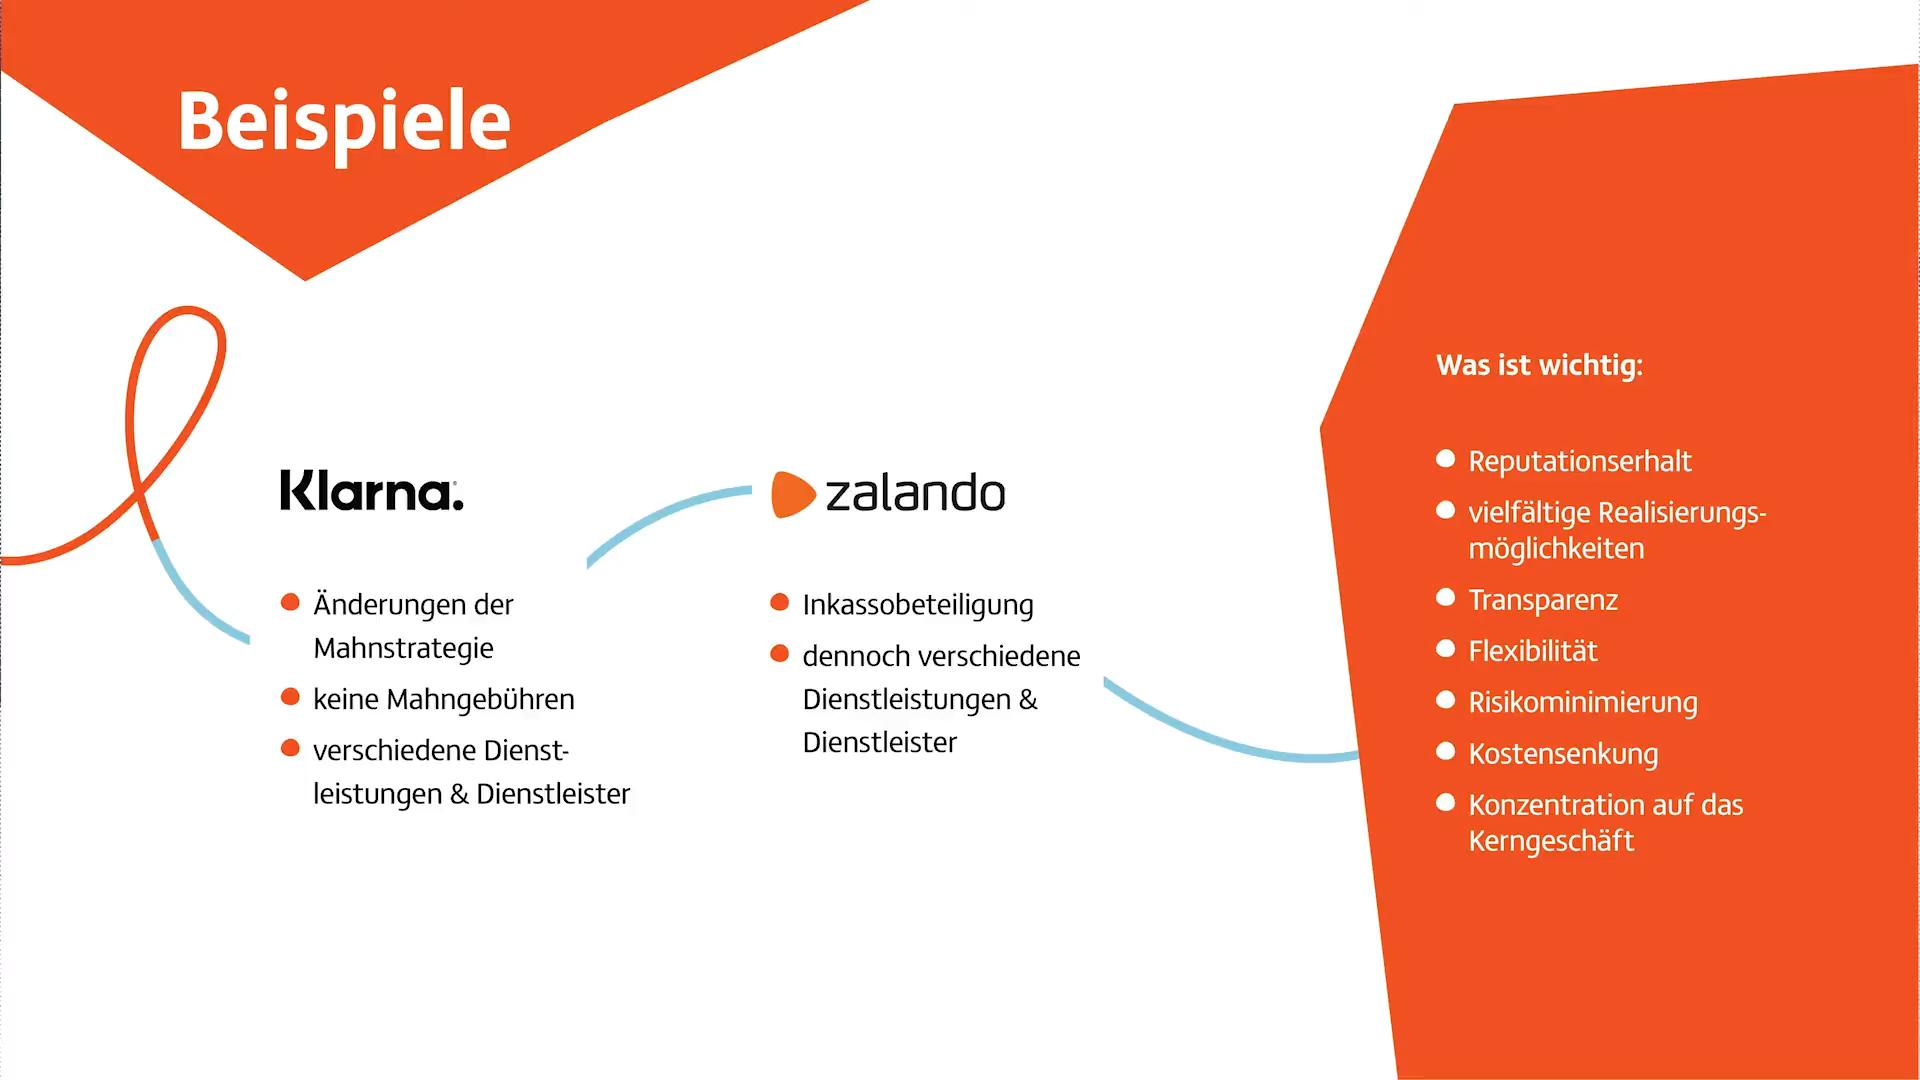 Beispiele
Klarna.
Änderungen der
Mahnstrategie
keine Mahngebühren
verschiedene Dienst-
leistungen & Dienstleister
zalando
Inkassobeteiligung
dennoch verschiedene
Dienstleistungen &
Dienstleister
Was ist wichtig:
Reputationserhalt
vielfältige Realisierungs-
möglichkeiten
Transparenz
Flexibilität
Risikominimierung
Kostensenkung
Konzentration auf das
Kerngeschäft